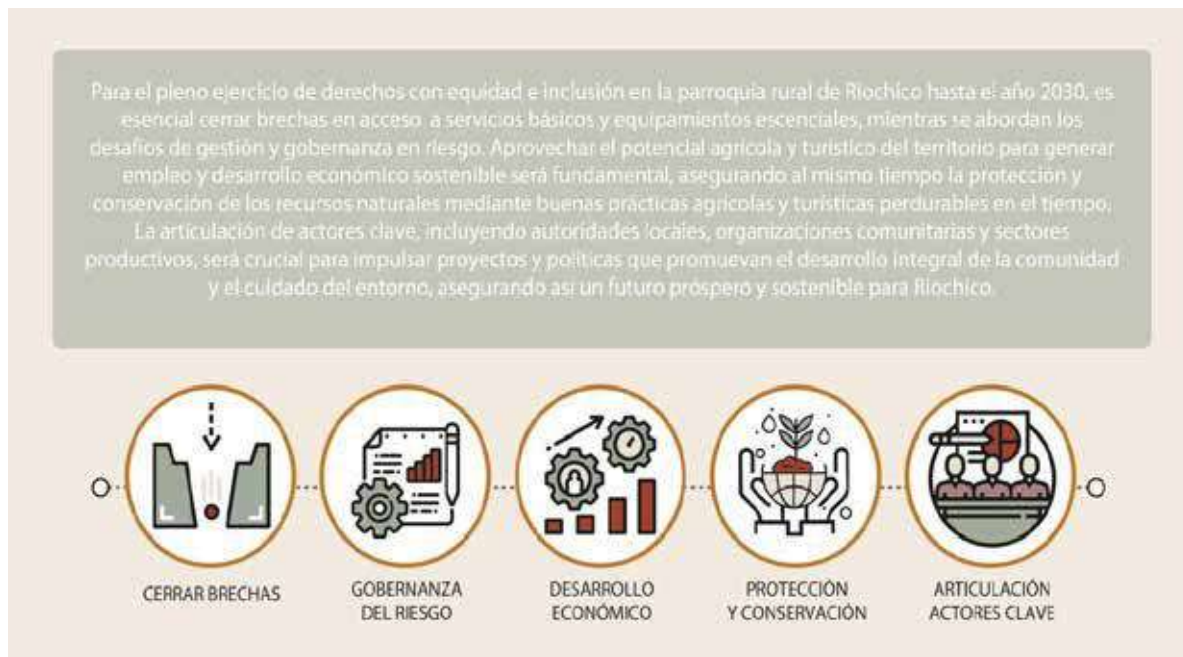 Para el pleno ejercicio de derechos con equidad e inclusión en la parroquia rural de Riochico hasta el año 2030, es
esencial cerrar brechas en acceso a servicios básicos y equipamientos escenciales, mientras se abordan los
desafíos de gestión y gobernanza en riesgo. Aprovechar el potencial agrícola y turístico del territorio para generar
empleo y desarrollo económico sostenible será fundamental, asegurando al mismo tiempo la protección y
conservación de los recursos naturales mediante buenas prácticas agrícolas y turísticas perdurables en el tiempo.
La articulación de actores clave, incluyendo autoridades locales, organizaciones comunitarias y sectores
productivos, será crucial para impulsar proyectos y políticas que promuevan el desarrollo integral de la comunidad
y el cuidado del entorno, asegurando así un futuro próspero y sostenible para Riochico.
CERRAR BRECHAS
GOBERNANZA
DEL RIESGO
DESARROLLO
ECONÓMICO
PROTECCIÓN
Y CONSERVACIÓN
ARTICULACIÓN
ACTORES CLAVE